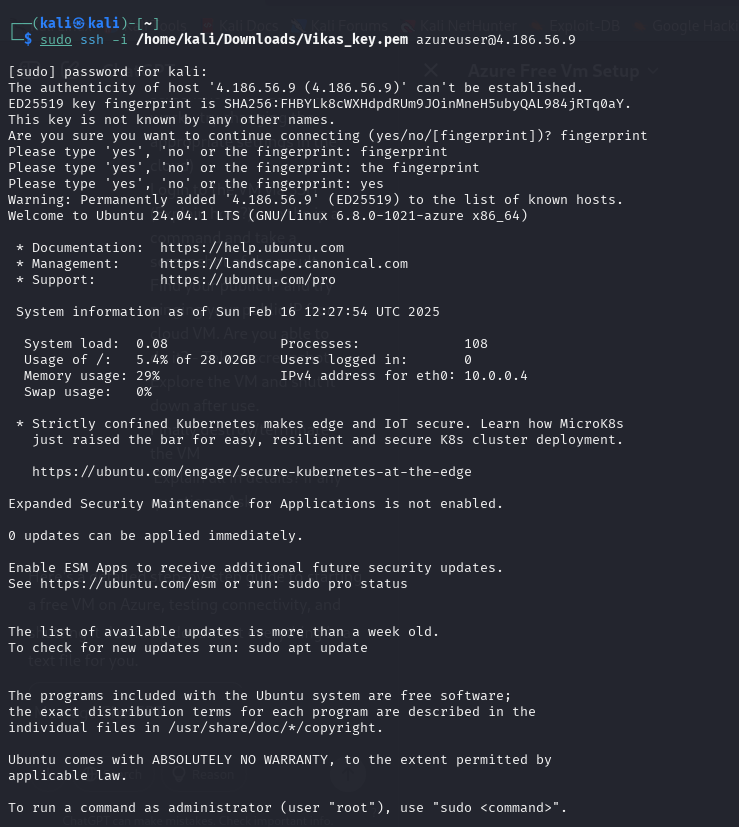 ┌──(kali㉿kali)-[~]
└─$ sudo ssh -i /home/kali/Downloads/Vikas_key.pem azureuser@4.186.56.9
[sudo] password for kali:
The authenticity of host '4.186.56.9 (4.186.56.9)' can't be established.
ED25519 key fingerprint is SHA256:FHBYLk8cWXHdpdRUm9JOinMneH5ubyQAL984jRTq0aY.
This key is not known by any other names.
Are you sure you want to continue connecting (yes/no/[fingerprint])? fingerprint
Please type 'yes', 'no' or the fingerprint: fingerprint
Please type 'yes', 'no' or the fingerprint: the fingerprint
Please type 'yes', 'no' or the fingerprint: yes
Warning: Permanently added '4.186.56.9' (ED25519) to the list of known hosts.
Welcome to Ubuntu 24.04.1 LTS (GNU/Linux 6.8.0-1021-azure x86_64)
* Documentation:  https://help.ubuntu.com
* Management:     https://landscape.canonical.com
* Support:        https://ubuntu.com/pro
System information as of Sun Feb 16 12:27:54 UTC 2025
System load:  0.08              Processes:             108
Usage of /:   5.4% of 28.02GB   Users logged in:       0
Memory usage: 29%               IPv4 address for eth0: 10.0.0.4
Swap usage:   0%
* Strictly confined Kubernetes makes edge and IoT secure. Learn how MicroK8s
just raised the bar for easy, resilient and secure K8s cluster deployment.
https://ubuntu.com/engage/secure-kubernetes-at-the-edge
Expanded Security Maintenance for Applications is not enabled.
0 updates can be applied immediately.
Enable ESM Apps to receive additional future security updates.
See https://ubuntu.com/esm or run: sudo pro status
The list of available updates is more than a week old.
To check for new updates run: sudo apt update
The programs included with the Ubuntu system are free software;
the exact distribution terms for each program are described in the
individual files in /usr/share/doc/*/copyright.
Ubuntu comes with ABSOLUTELY NO WARRANTY, to the extent permitted by
applicable law.
To run a command as administrator (user "root"), use "sudo <command>".